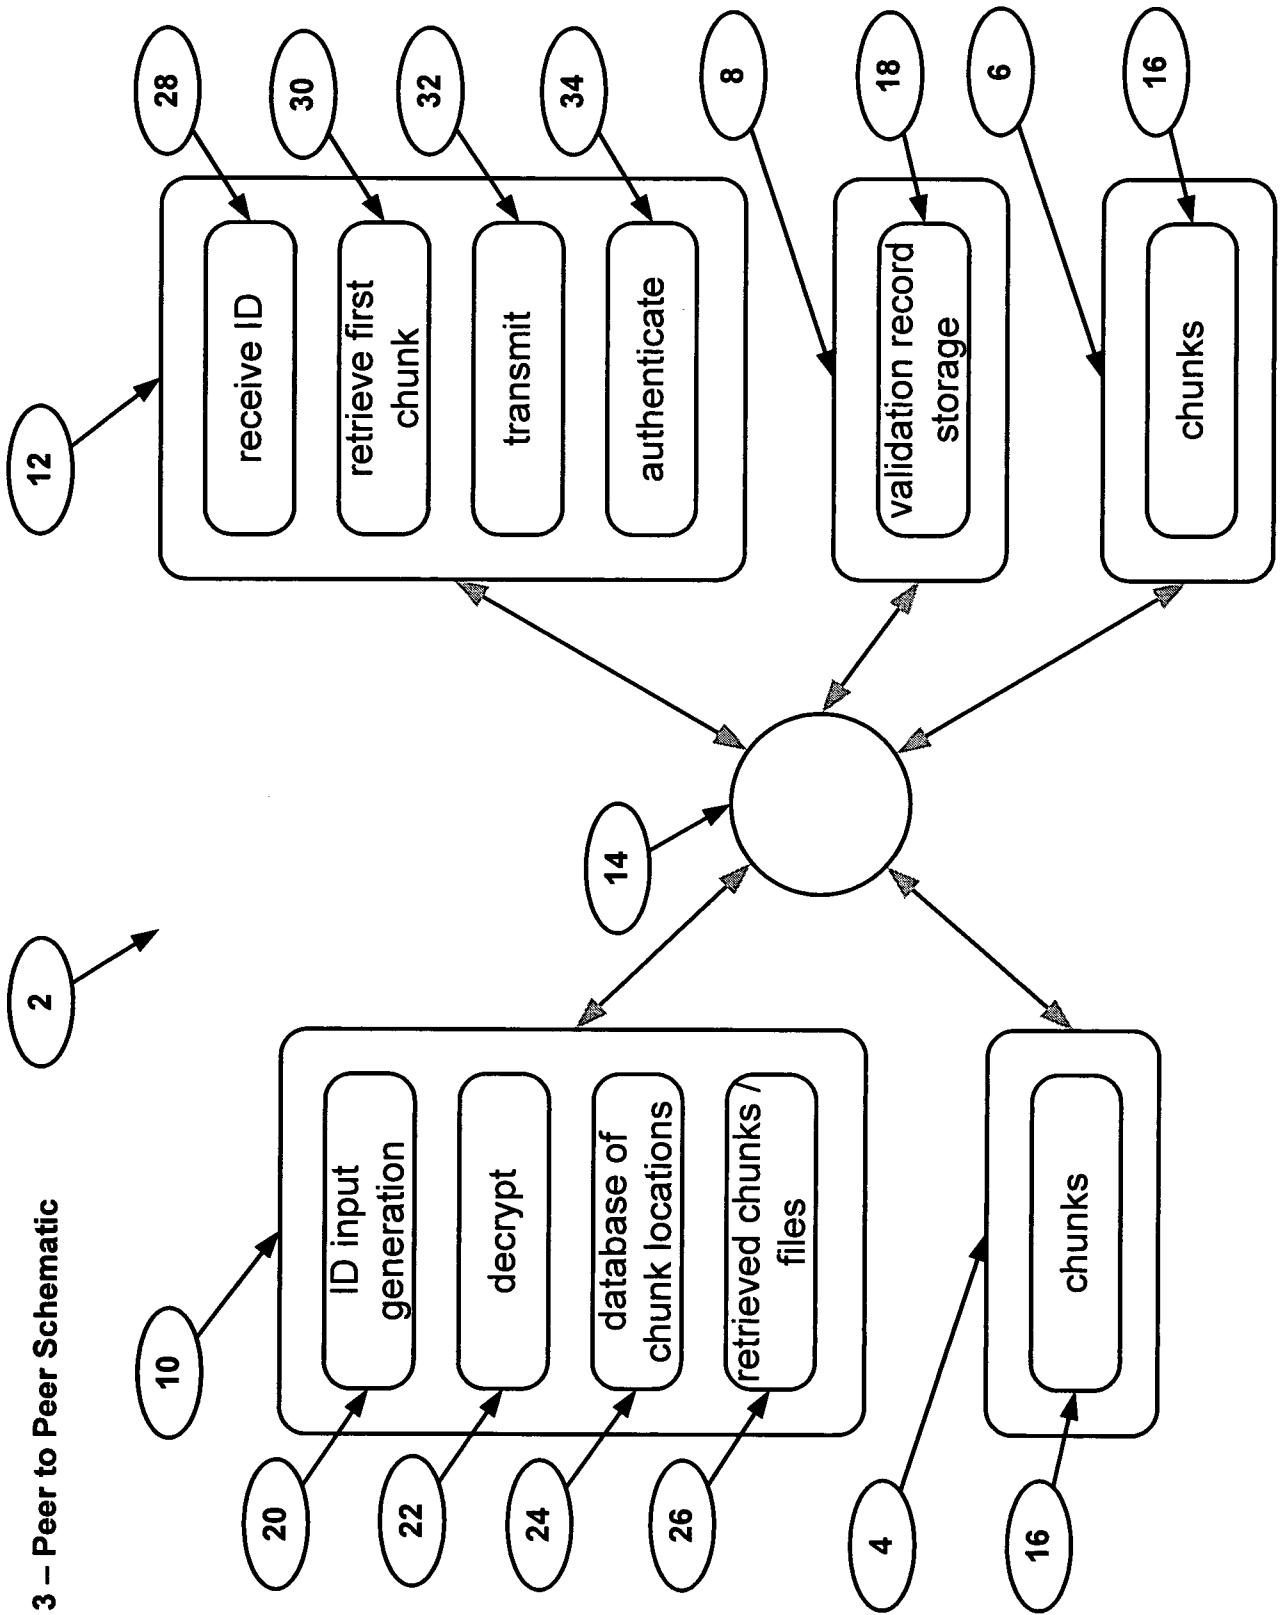 3 – Peer to Peer Schematic
2
12
10
20
ID input
generation
22
decrypt
24
database of
chunk locations
26
retrieved chunks /
files
4
16
chunks
14
28
receive ID
30
retrieve first
chunk
32
transmit
34
authenticate
8
18
validation record
storage
6
16
chunks